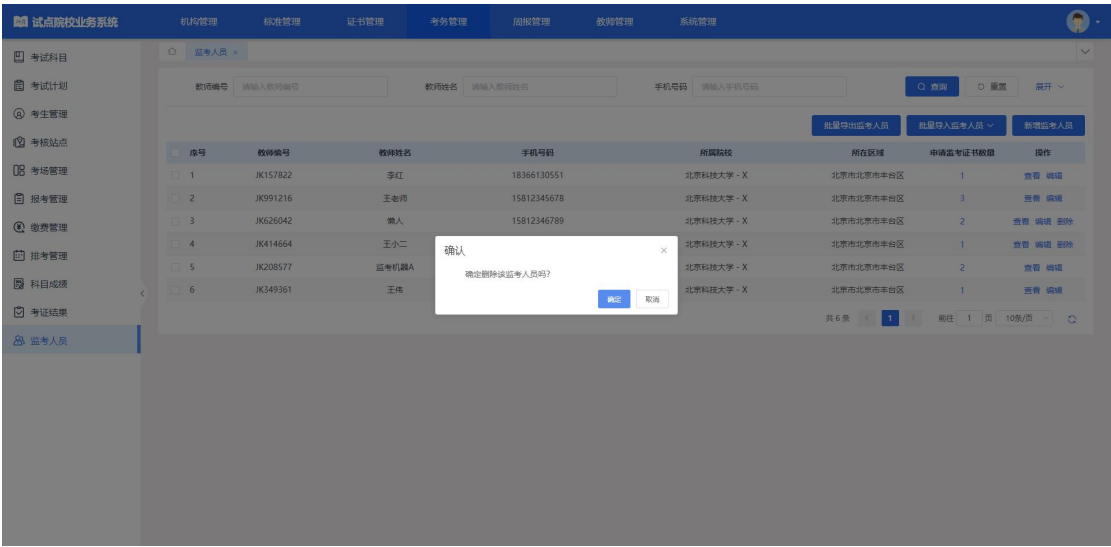 试点院校业务系统 机构管理 标准管理 证书管理 考务管理 周报管理 教师管理 系统管理
考试科目
考试计划
考生管理
考核站点
考场管理
报考管理
缴费管理
排考管理
科目成绩
考证结果
监考人员
监考人员 ×
教师编号 请输入教师编号 教师姓名 请输入教师姓名 手机号码 请输入手机号码 查询 重置 展开
批量导出监考人员 批量导入监考人员 新增监考人员
序号 教师编号 教师姓名 手机号码 所属院校 所在区域 申请监考证书数量 操作
1 JK157822 李红 18366130551 北京科技大学 - X 北京市北京市丰台区 1 查看 编辑
2 JK991216 王老师 15812345678 北京科技大学 - X 北京市北京市丰台区 3 查看 编辑
3 JK626042 懒人 15812346789 北京科技大学 - X 北京市北京市丰台区 2 查看 编辑 删除
4 JK414664 王小二 北京科技大学 - X 北京市北京市丰台区 1 查看 编辑 删除
5 JK208577 监考机器A 北京科技大学 - X 北京市北京市丰台区 2 查看 编辑
6 JK349361 王伟 北京科技大学 - X 北京市北京市丰台区 1 查看 编辑
确认 ×
确定删除该监考人员吗?
确定 取消
共 6 条 1 前往 1 页 10条/页